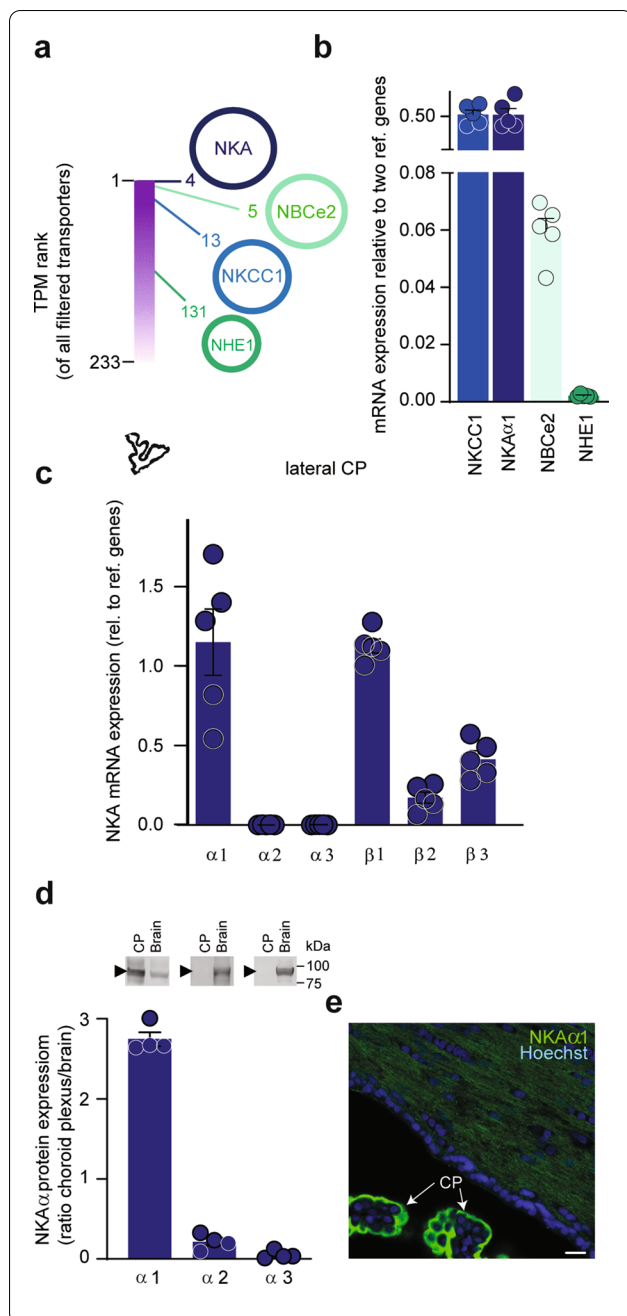 a
NKA
1
4
5
NBCe2
13
NKCC1
131
NHE1
233
TPM rank
(of all filtered transporters)
b
mRNA expression relative to two ref. genes
0.50
0.08
0.06
0.04
0.02
0.00
NKCC1
NKAα1
NBCe2
NHE1
lateral CP
c
NKA mRNA expression (rel. to ref. genes)
1.5
1.0
0.5
0.0
α1
α2
α3
β1
β2
β3
d
CP
Brain
CP
Brain
CP
Brain
kDa
100
75
NKAα protein expressiom
(ratio choroid plexus/brain)
3
2
1
0
α1
α2
α3
e
NKAα1
Hoechst
CP